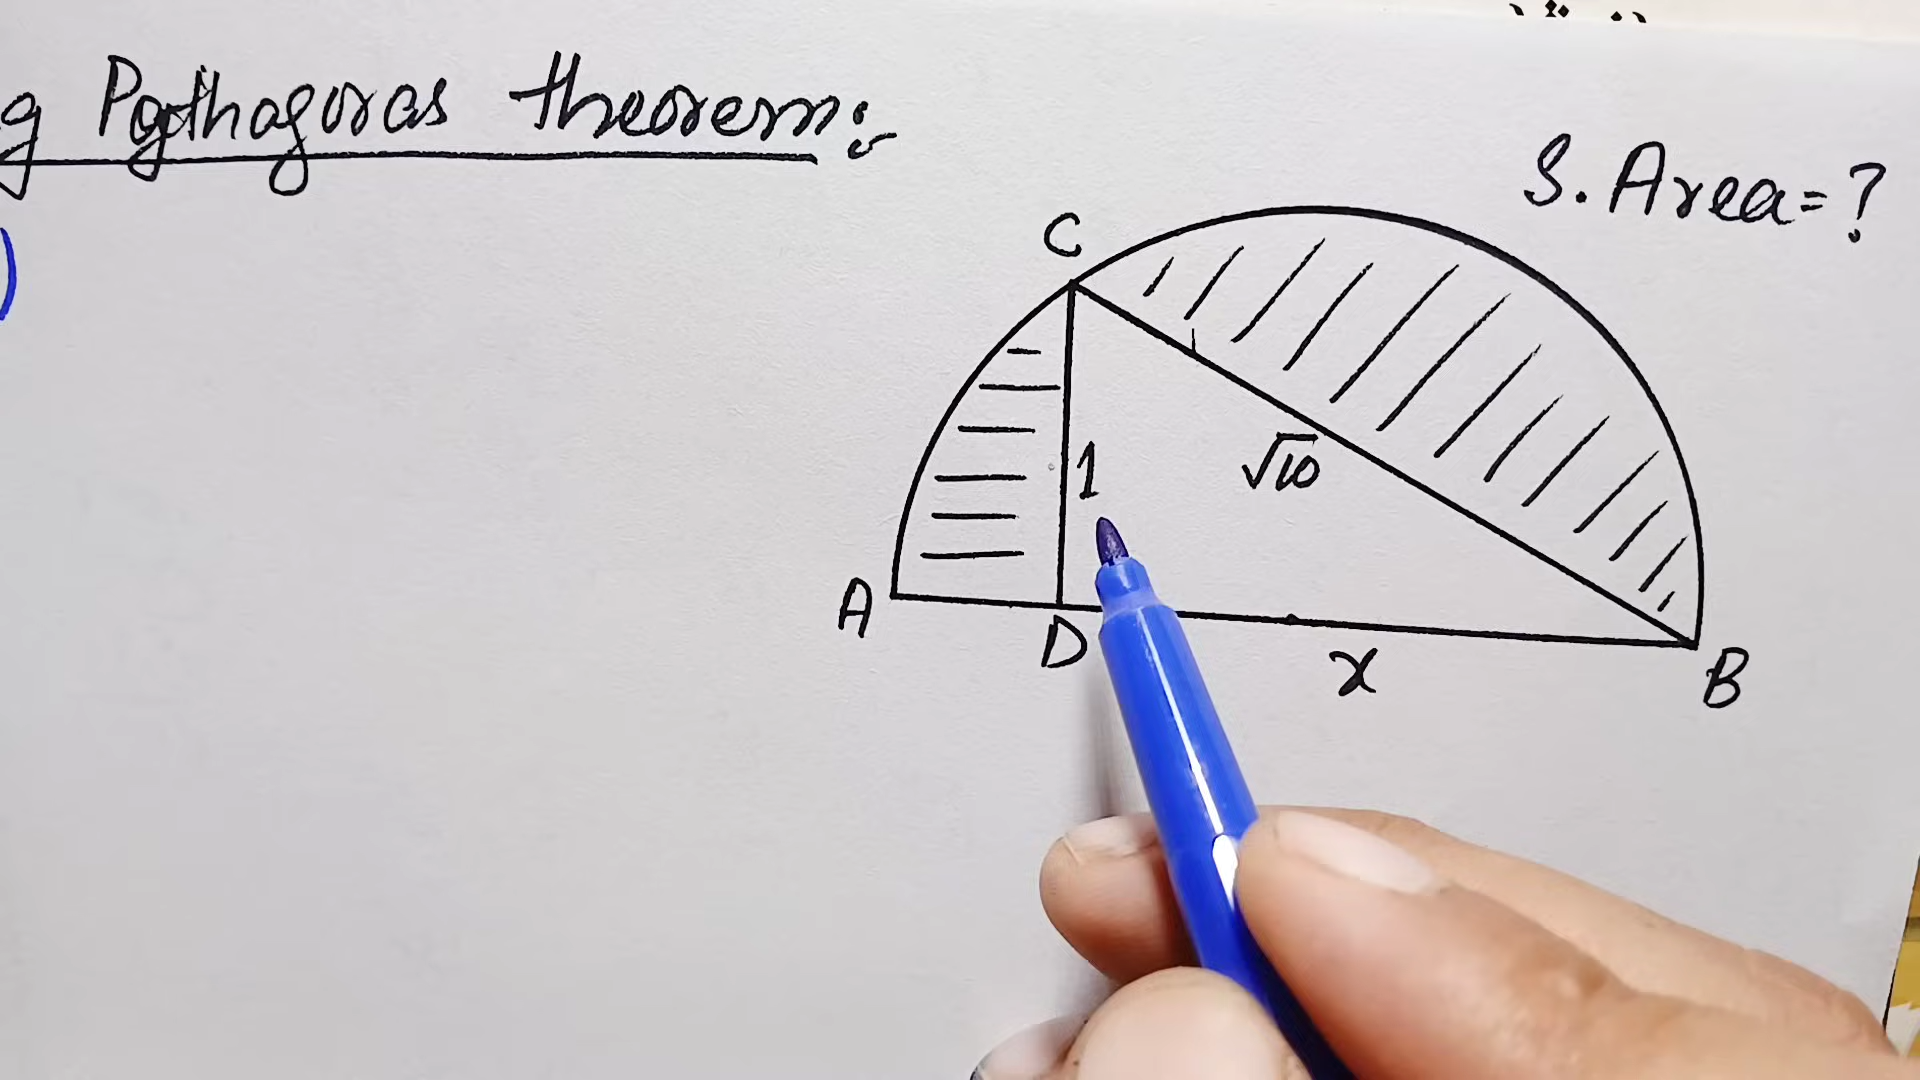 g Pythagoras theorem:
)
S. Area = ?
C
1
√10
A
D
x
B